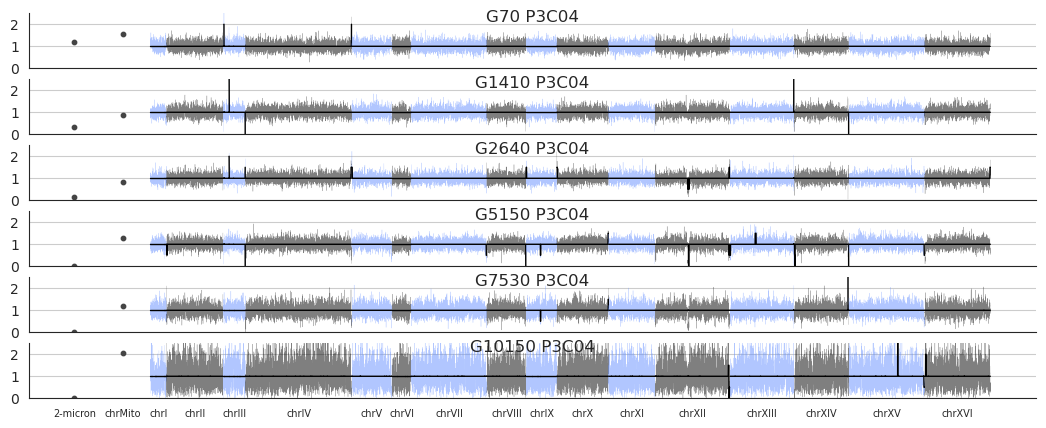 G70 P3C04
2
1
0
G1410 P3C04
2
1
0
G2640 P3C04
2
1
0
G5150 P3C04
2
1
0
G7530 P3C04
2
1
0
G10150 P3C04
2
1
0
2-micron chrMito chrI chrII chrIII chrIV chrV chrVI chrVII chrVIII chrIX chrX chrXI chrXII chrXIII chrXIV chrXV chrXVI